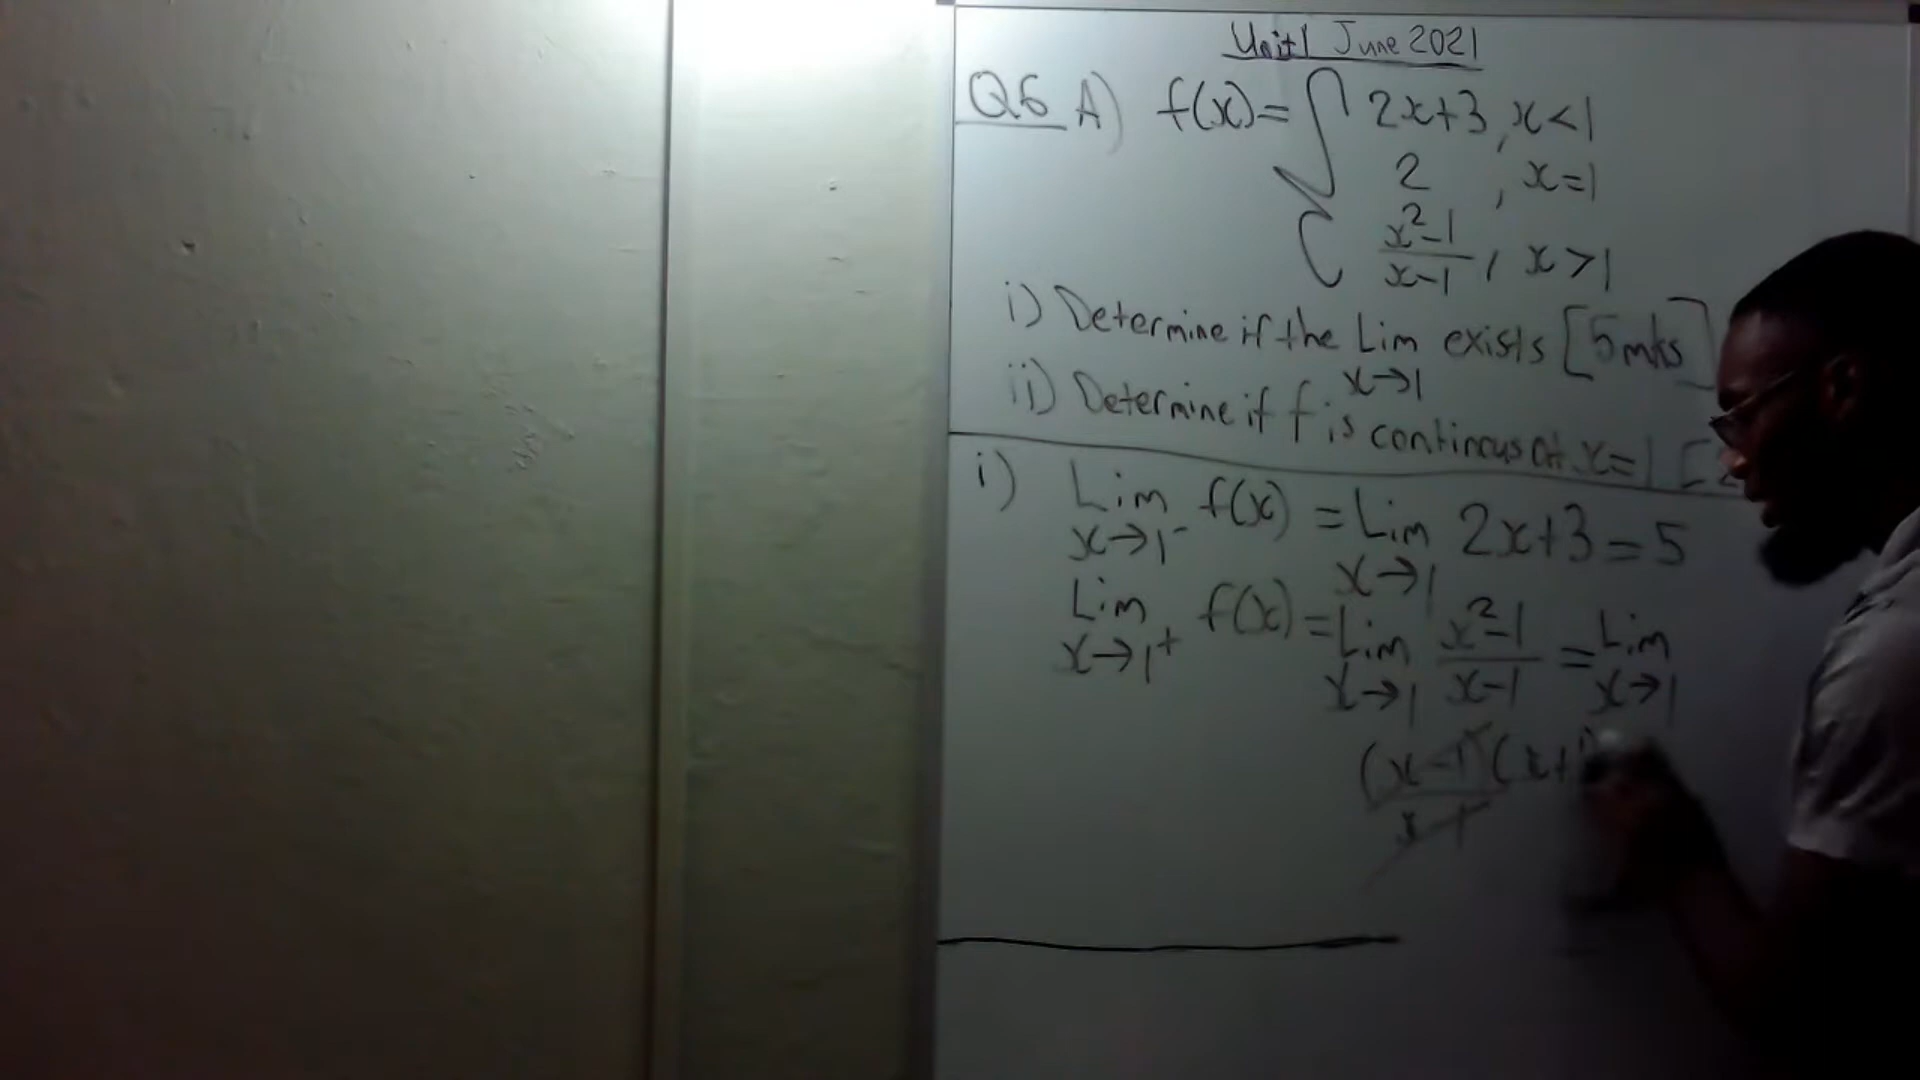 Unit 1 June 2021
Q6 A) f(x)= { 2x+3, x<1
2 , x=1
x²-1 / x-1 , x>1
i) Determine if the Lim exists [5mks]
x→1
ii) Determine if f is continous at x=1 [
i) Lim f(x) = Lim 2x+3 = 5
x→1⁻ x→1
Lim f(x) = Lim x²-1 / x-1 = Lim
x→1⁺ x→1 x→1
(x-1)(x+1)
x-1